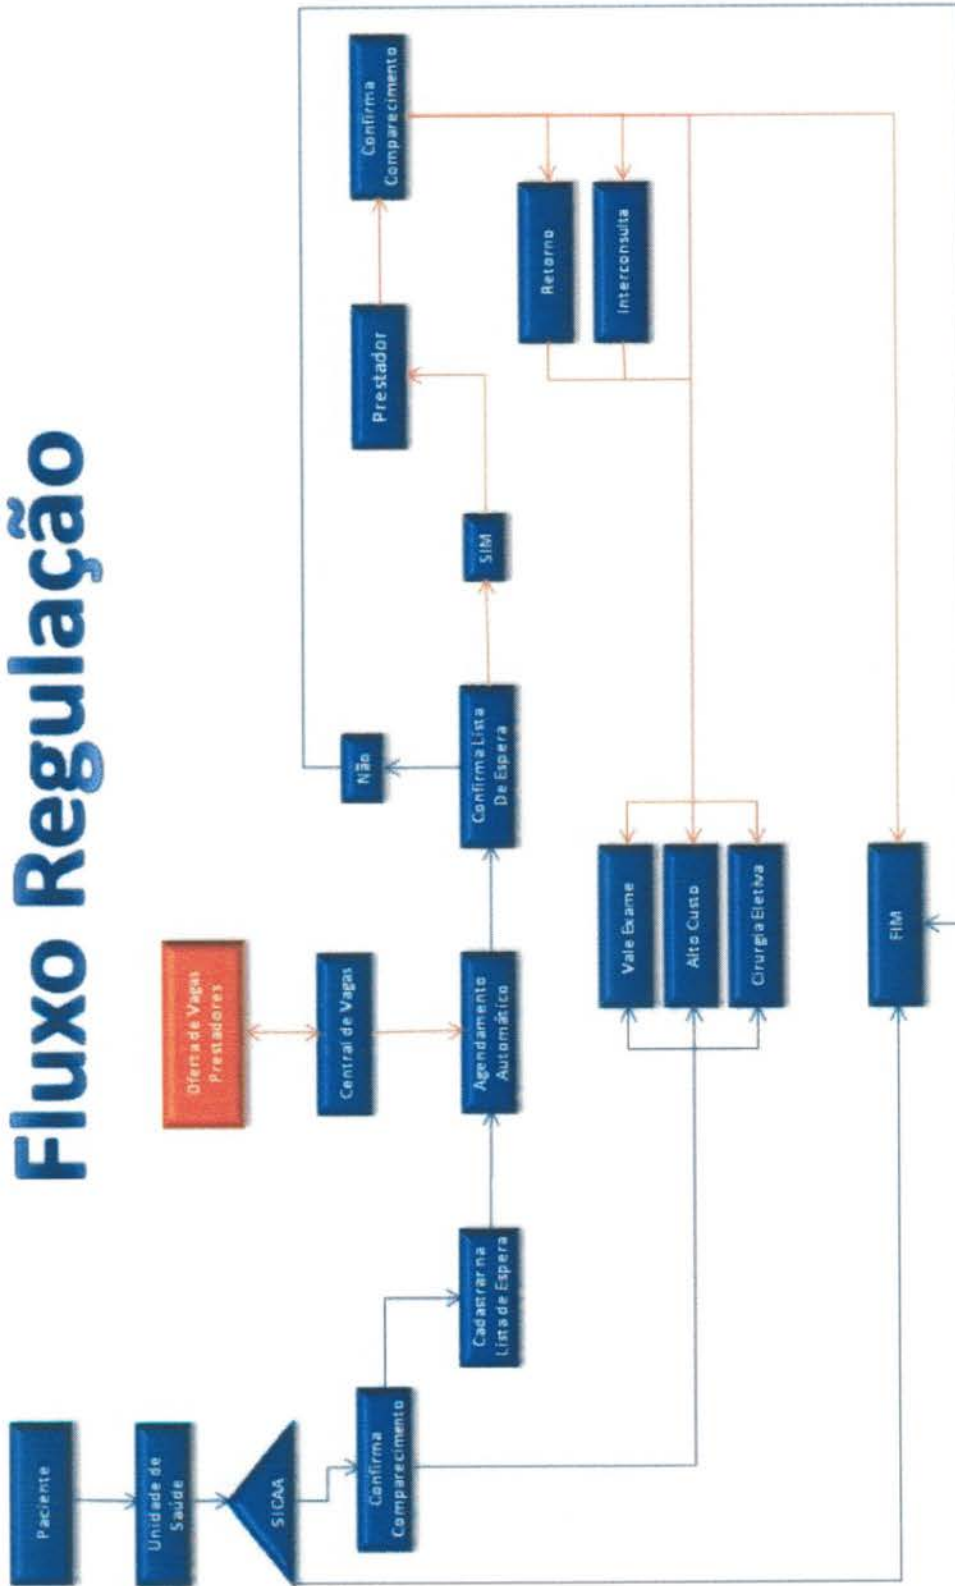 Fluxo Regulação
Paciente
Unidade de
Saúde
SICAA
Confirma
Comparecimento
Cadastrar na
Lista de Espera
Oferta de Vagas
Prestadores
Central de Vagas
Agendamento
Automático
Confirma Lista
De Espera
Não
SIM
Prestador
Confirma
Comparecimento
Retorno
Interconsulta
Vale Exame
Alto Custo
Cirurgia Eletiva
FIM